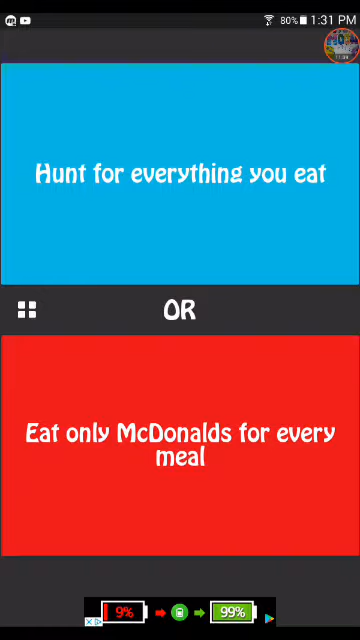 80% 1:31 PM
Hunt for everything you eat
OR
Eat only McDonalds for every
meal
9% 99%